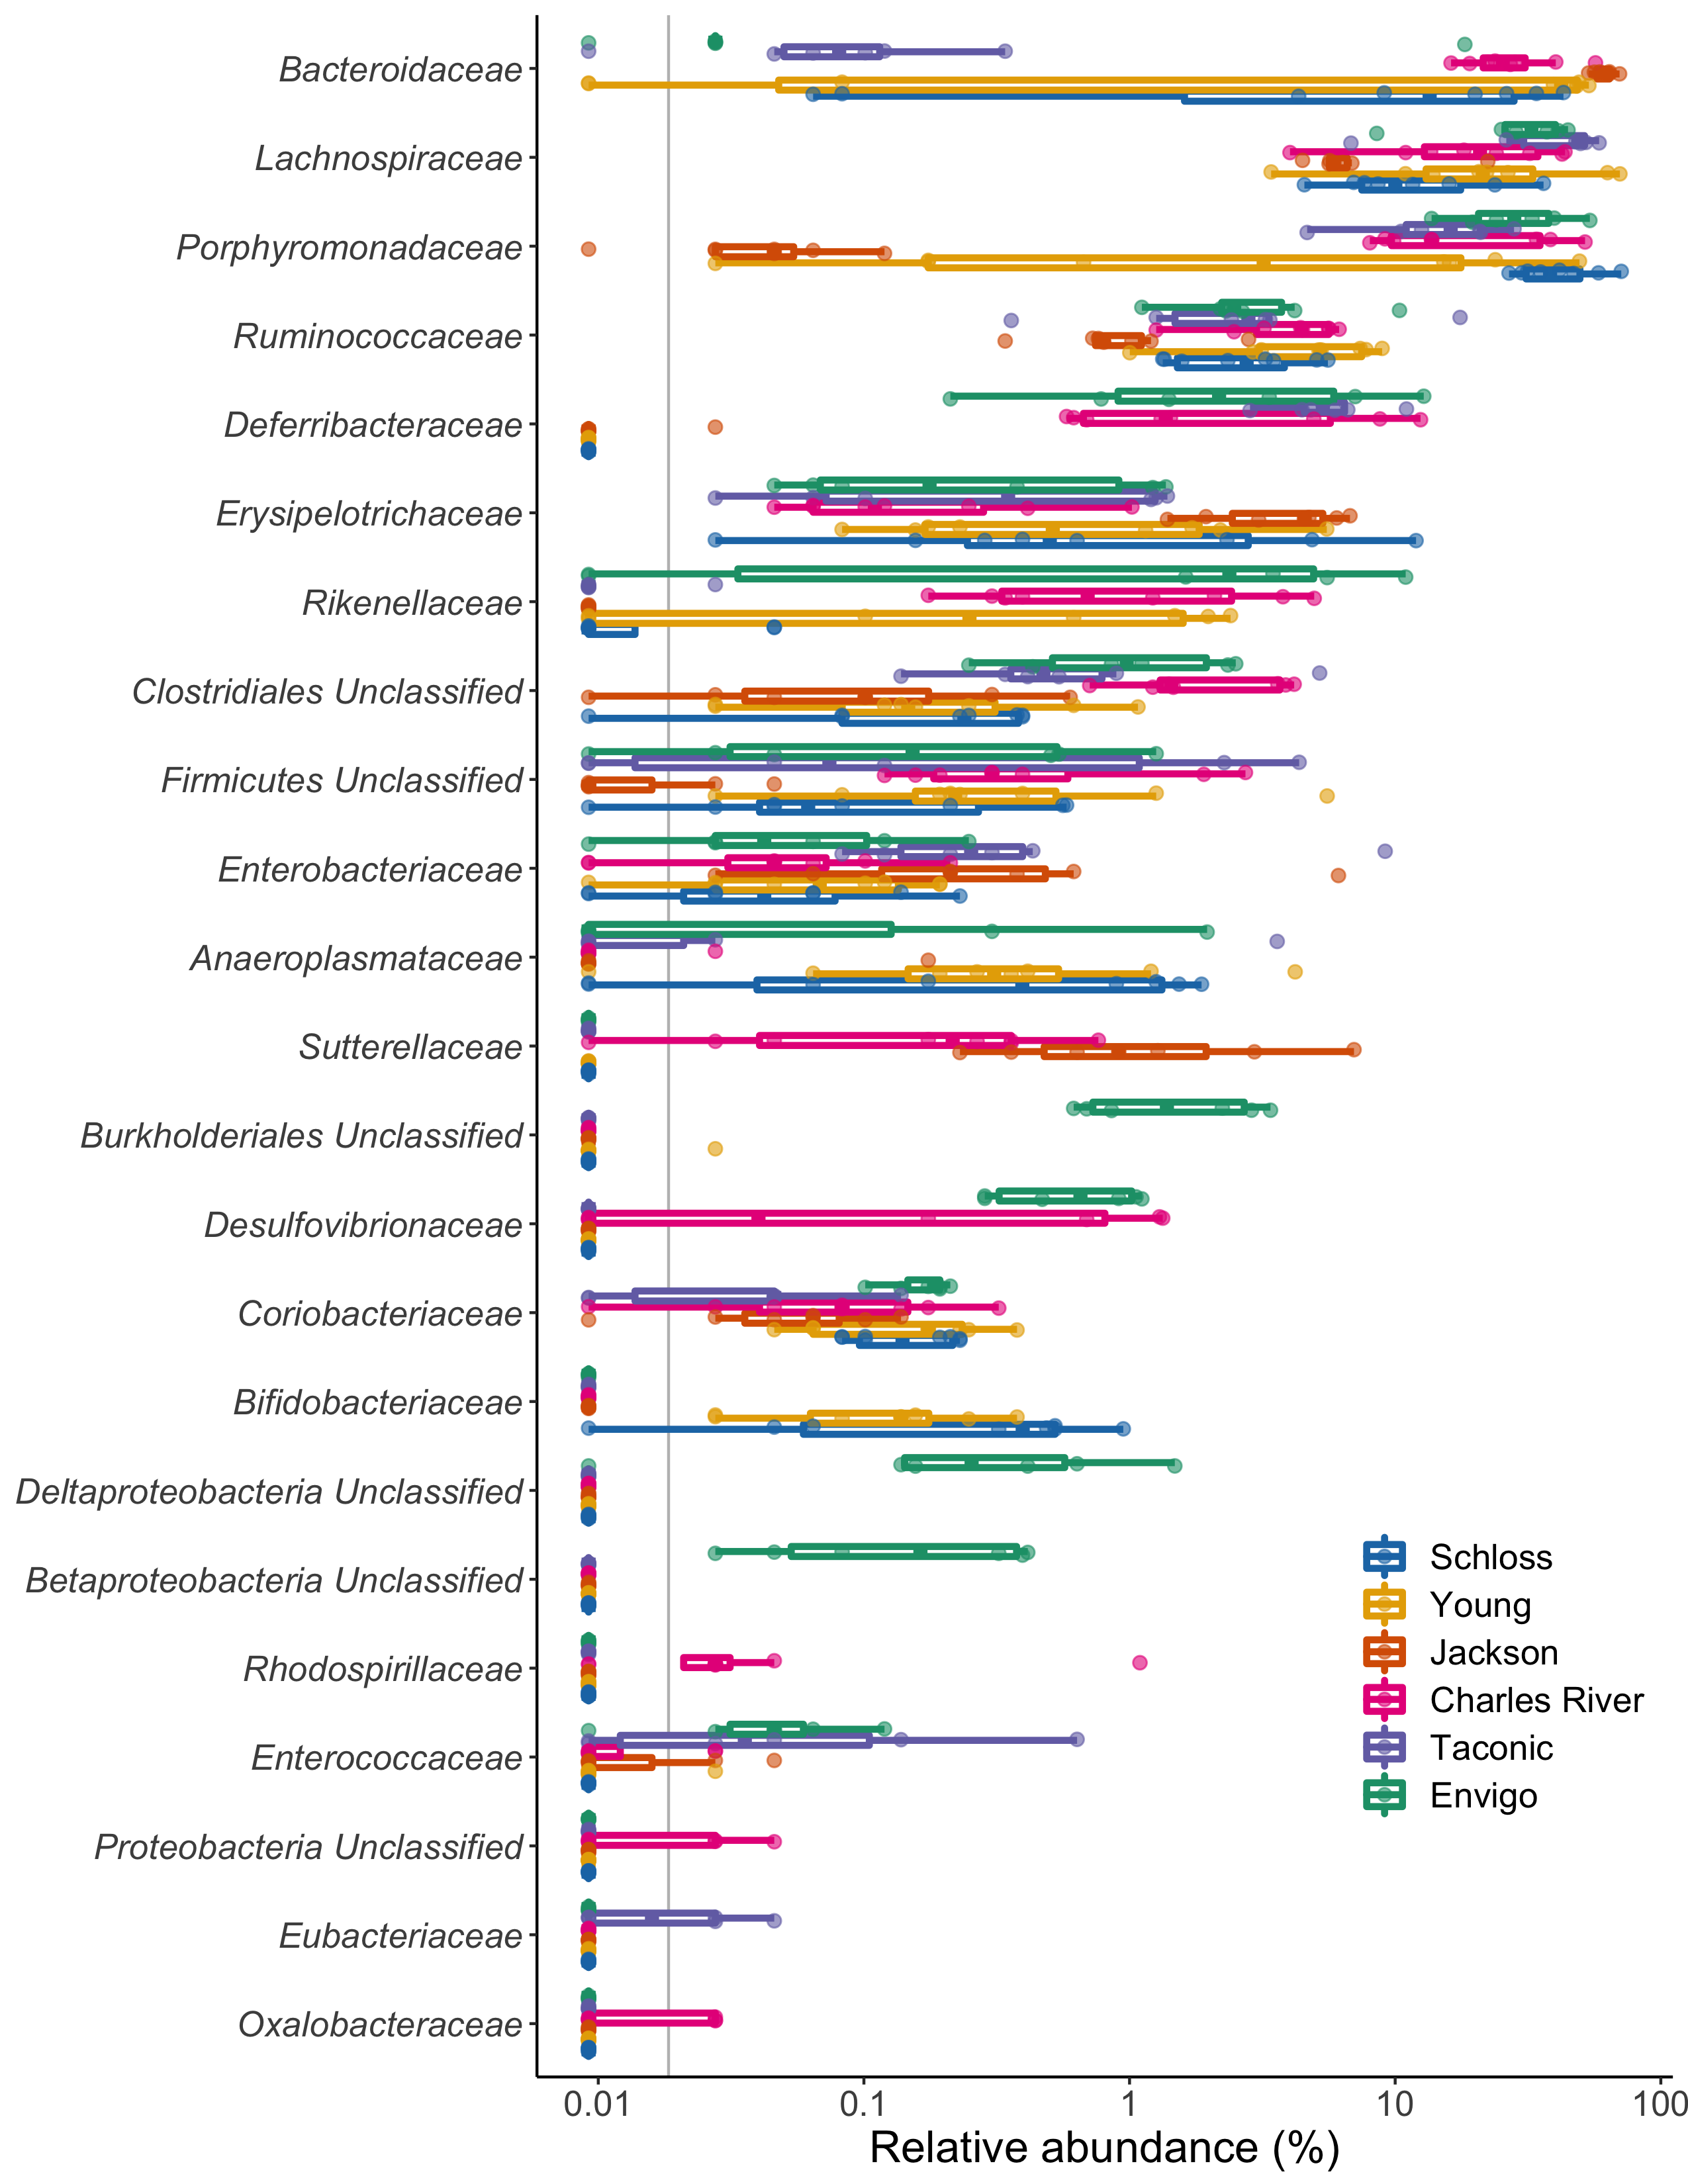 Bacteroidaceae
Lachnospiraceae
Porphyromonadaceae
Ruminococcaceae
Deferribacteraceae
Erysipelotrichaceae
Rikenellaceae
Clostridiales Unclassified
Firmicutes Unclassified
Enterobacteriaceae
Anaeroplasmataceae
Sutterellaceae
Burkholderiales Unclassified
Desulfovibrionaceae
Coriobacteriaceae
Bifidobacteriaceae
Deltaproteobacteria Unclassified
Betaproteobacteria Unclassified
Rhodospirillaceae
Enterococcaceae
Proteobacteria Unclassified
Eubacteriaceae
Oxalobacteraceae
Schloss
Young
Jackson
Charles River
Taconic
Envigo
0.01 0.1 1 10 100
Relative abundance (%)